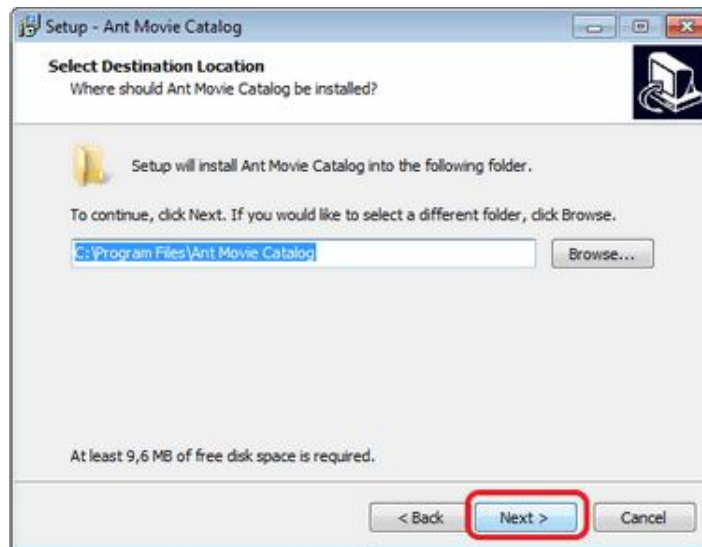 Setup - Ant Movie Catalog
Select Destination Location
Where should Ant Movie Catalog be installed?
Setup will install Ant Movie Catalog into the following folder.
To continue, click Next. If you would like to select a different folder, click Browse.
C:\Program Files\Ant Movie Catalog
Browse...
At least 9,6 MB of free disk space is required.
< Back
Next >
Cancel